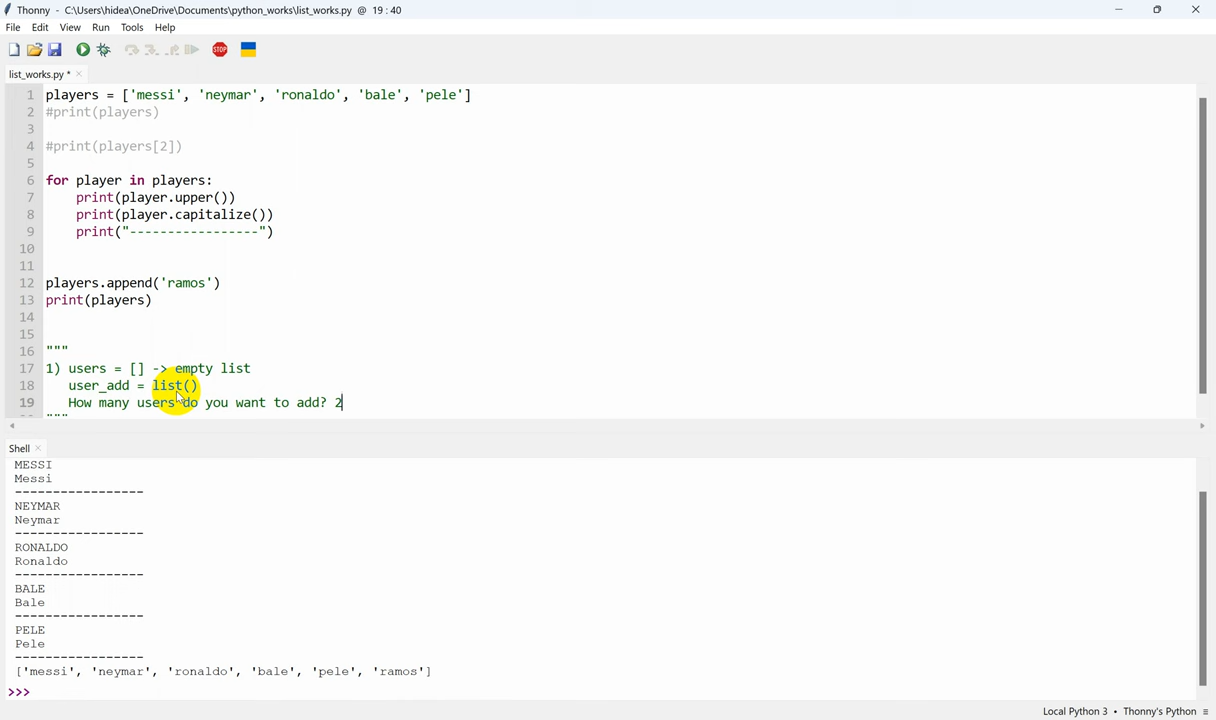 Thonny - C:\Users\hidea\OneDrive\Documents\python_works\list_works.py @ 19 : 40
File Edit View Run Tools Help
STOP
list_works.py * ×
1 players = ['messi', 'neymar', 'ronaldo', 'bale', 'pele']
2 #print(players)
3
4 #print(players[2])
5
6 for player in players:
7     print(player.upper())
8     print(player.capitalize())
9     print("-----------------")
10
11
12 players.append('ramos')
13 print(players)
14
15
16 """
17 1) users = [] -> empty list
18    user_add = list()
19    How many users do you want to add? 2
"""
Shell ×
MESSI
Messi
-----------------
NEYMAR
Neymar
-----------------
RONALDO
Ronaldo
-----------------
BALE
Bale
-----------------
PELE
Pele
-----------------
['messi', 'neymar', 'ronaldo', 'bale', 'pele', 'ramos']
>>>
Local Python 3 • Thonny's Python ≡